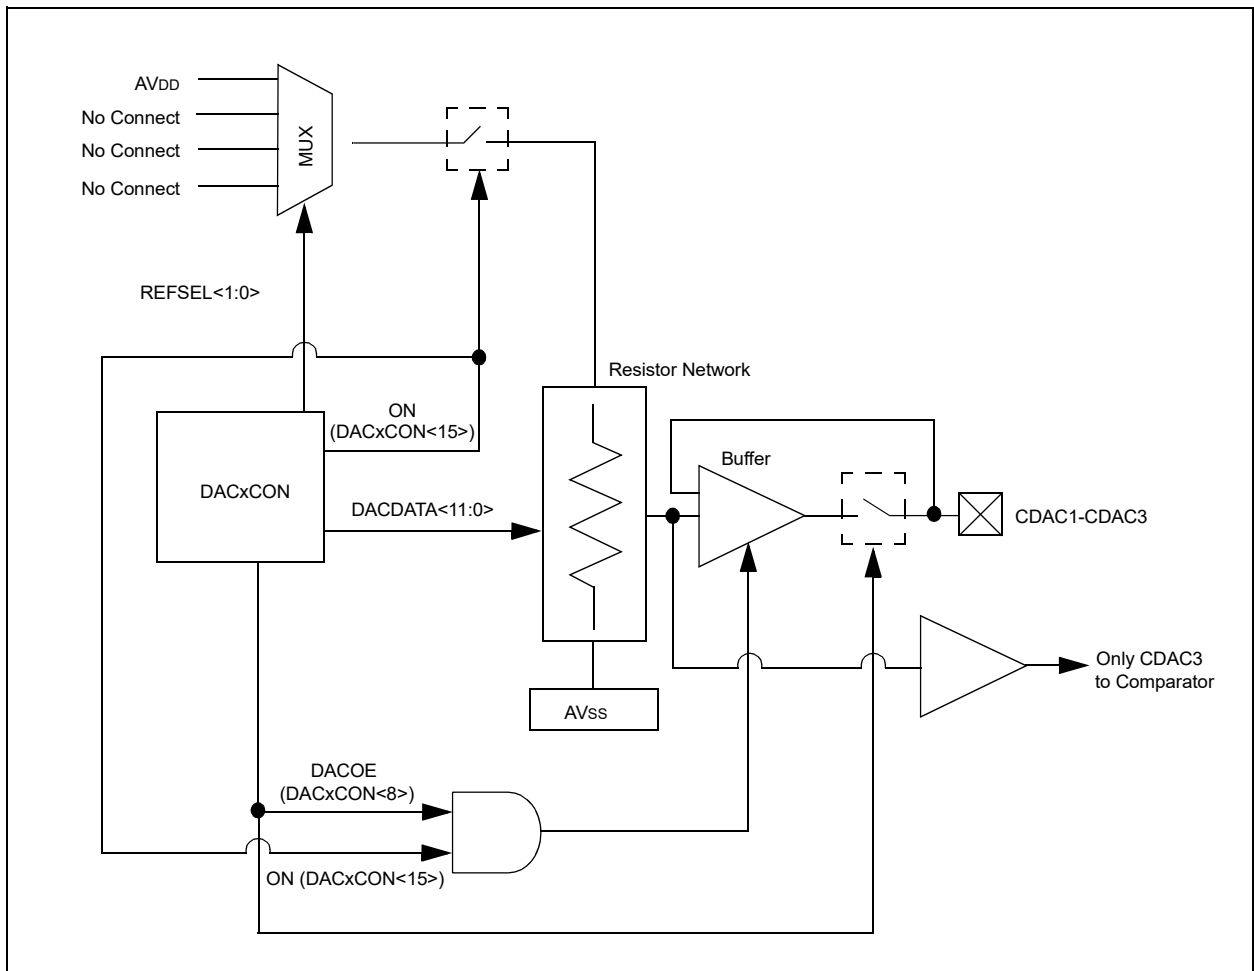 AVDD
No Connect
No Connect
No Connect
MUX
REFSEL<1:0>
Resistor Network
ON
(DACxCON<15>)
Buffer
DACxCON
DACDATA<11:0>
CDAC1-CDAC3
Only CDAC3
to Comparator
AVSS
DACOE
(DACxCON<8>)
ON (DACxCON<15>)